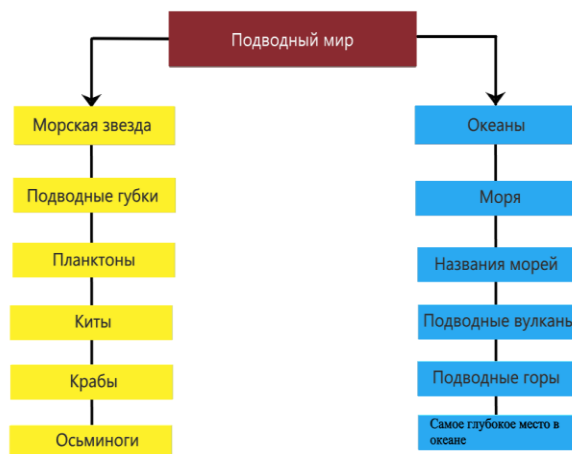 Подводный мир
Морская звезда
Подводные губки
Планктоны
Киты
Крабы
Осьминоги
Океаны
Моря
Названия морей
Подводные вулканы
Подводные горы
Самое глубокое место в
океане